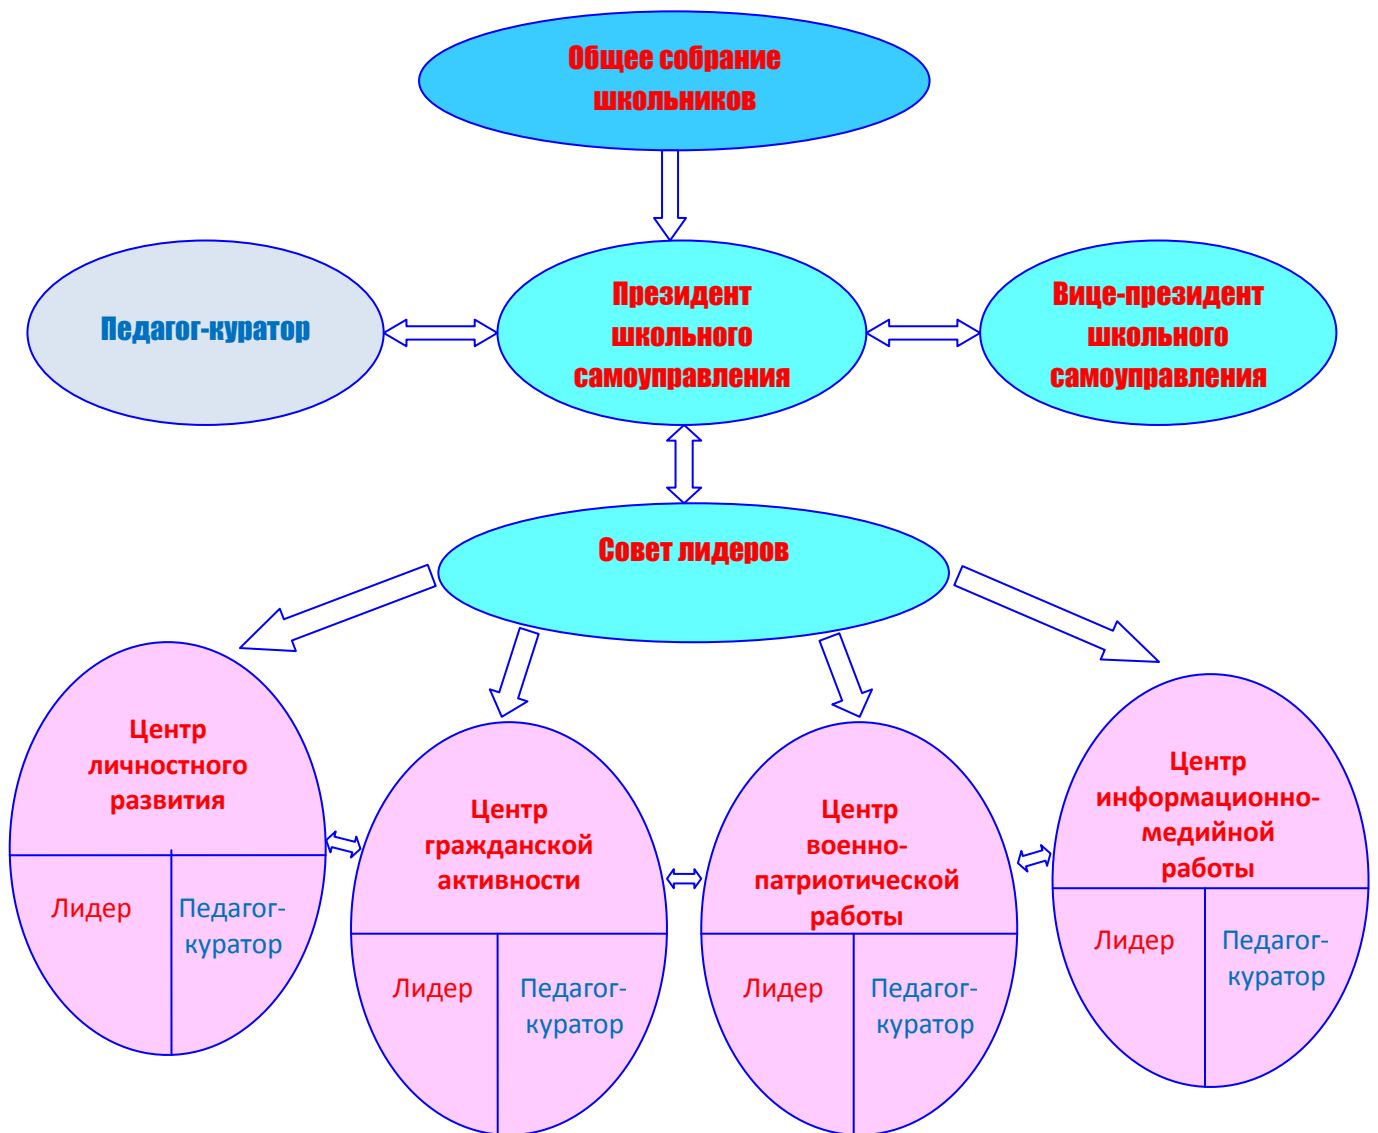 Общее собрание
школьников
Педагог-куратор
Президент
школьного
самоуправления
Вице-президент
школьного
самоуправления
Совет лидеров
Центр
личностного
развития
Лидер
Педагог-
куратор
Центр
гражданской
активности
Лидер
Педагог-
куратор
Центр
военно-
патриотической
работы
Лидер
Педагог-
куратор
Центр
информационно-
медийной
работы
Лидер
Педагог-
куратор